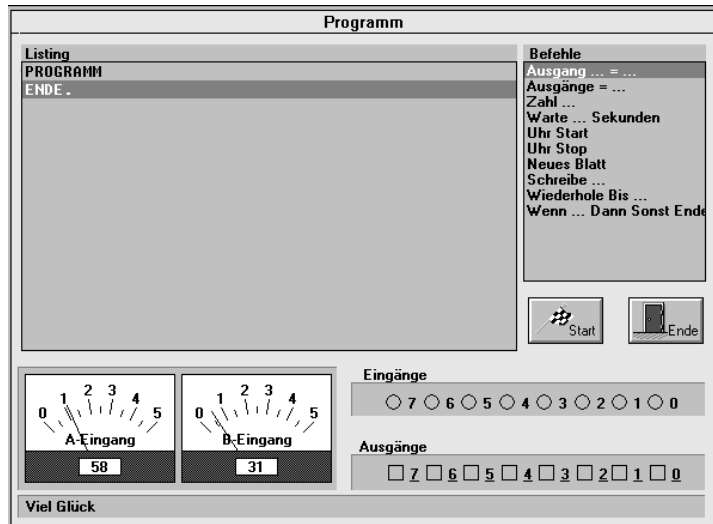 Programm
Listing
PROGRAMM
ENDE.
Befehle
Ausgang ... = ...
Ausgänge = ...
Zahl ...
Warte ... Sekunden
Uhr Start
Uhr Stop
Neues Blatt
Schreibe ...
Wiederhole Bis ...
Wenn ... Dann Sonst Ende
Start
Ende
0 1 2 3 4 5
A-Eingang
58
0 1 2 3 4 5
B-Eingang
31
Eingänge
7 6 5 4 3 2 1 0
Ausgänge
7 6 5 4 3 2 1 0
Viel Glück